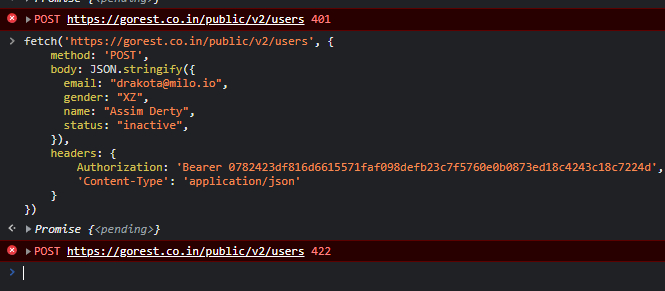 Promise {<pending>}
POST https://gorest.co.in/public/v2/users 401
fetch('https://gorest.co.in/public/v2/users', {
method: 'POST',
body: JSON.stringify({
email: "drakota@milo.io",
gender: "XZ",
name: "Assim Derty",
status: "inactive",
}),
headers: {
Authorization: 'Bearer 0782423df816d6615571faf098defb23c7f5760e0b0873ed18c4243c18c7224d',
'Content-Type': 'application/json'
}
})
Promise {<pending>}
POST https://gorest.co.in/public/v2/users 422